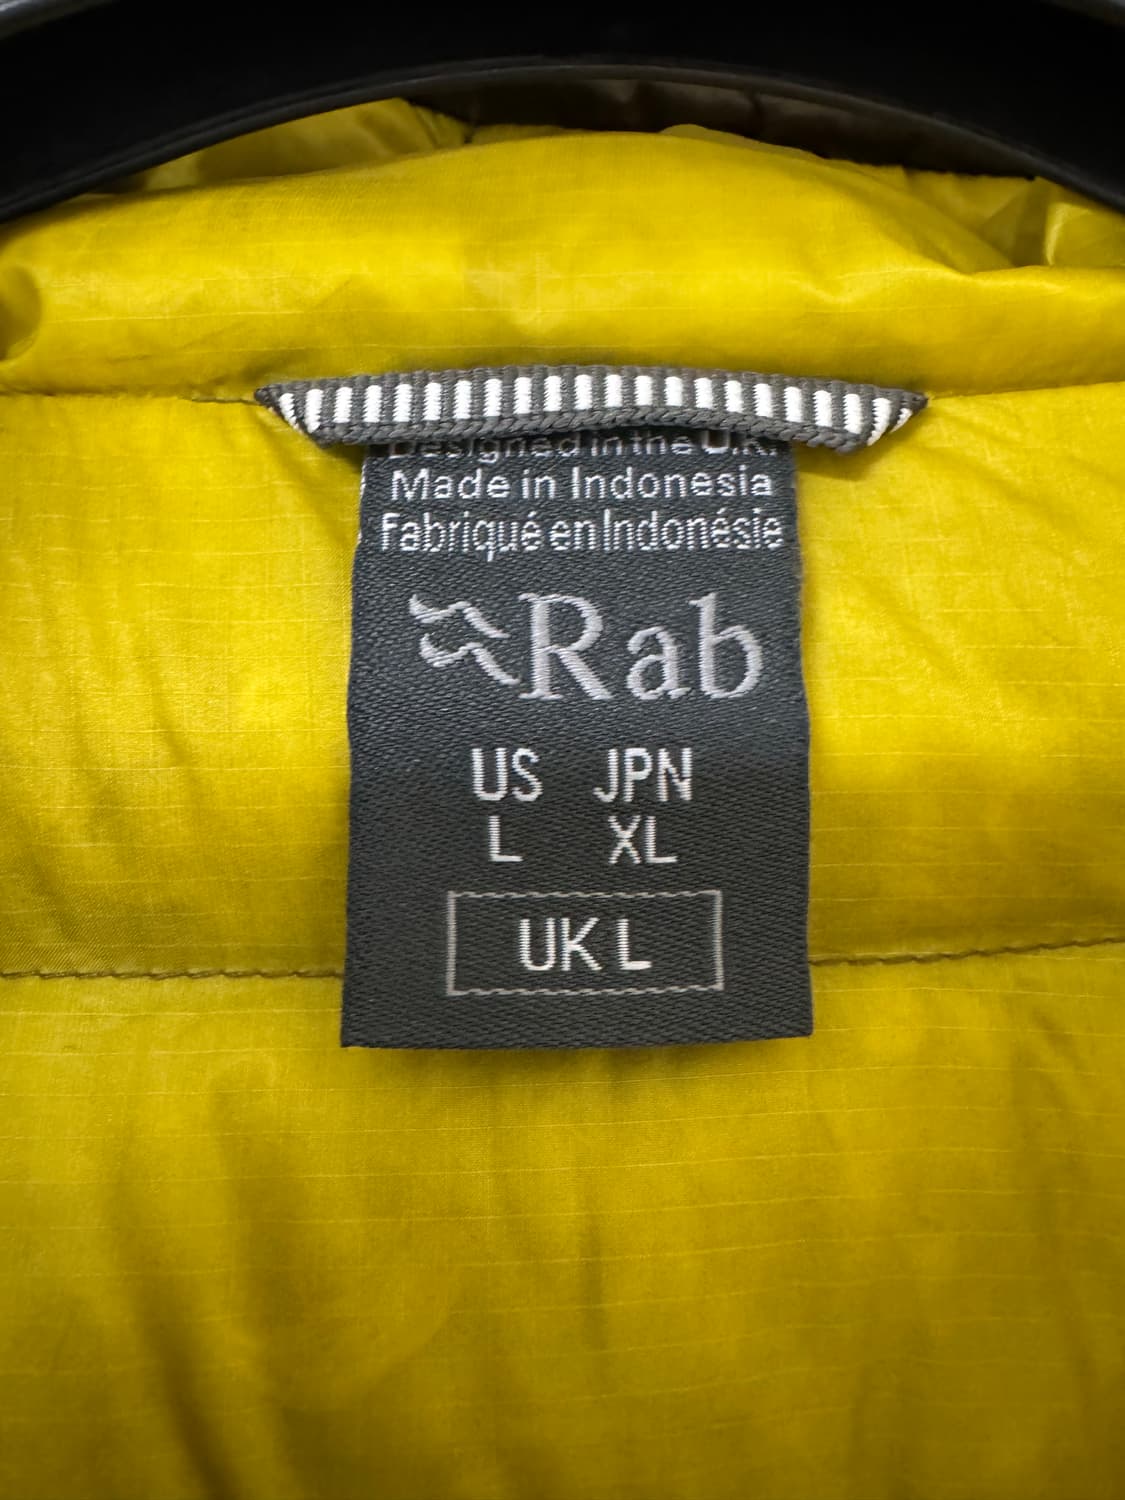 Designed in the U.K.
Made in Indonesia
Fabriqué en Indonésie
Rab
US JPN
L XL
UK L